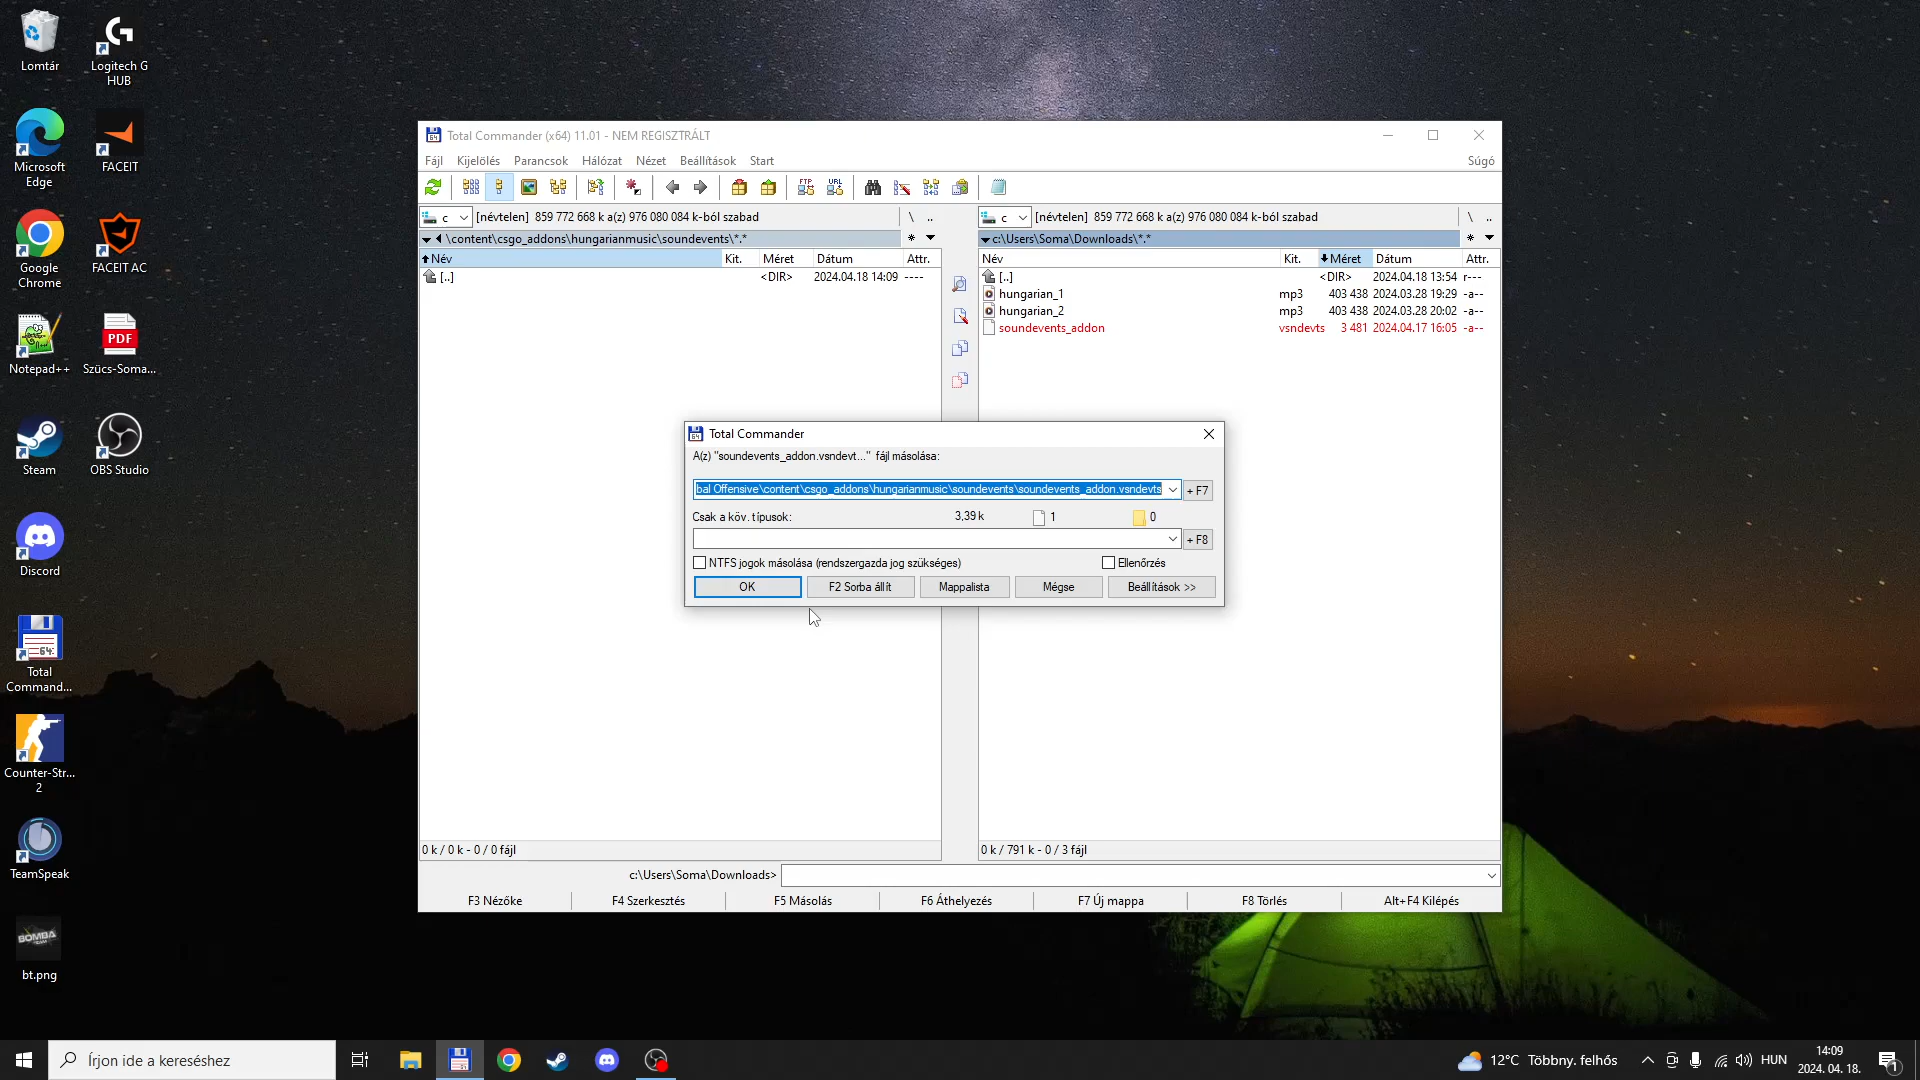 Lomtár
Logitech G
HUB
Microsoft
Edge
FACEIT
Google
Chrome
FACEIT AC
Notepad++
PDF
Szücs-Soma...
Steam
OBS Studio
Discord
64
Total
Command...
Counter-Str...
2
TeamSpeak
BOMBA
bt.png
Total Commander (x64) 11.01 - NEM REGISZTRÁLT
Fájl Kijelölés Parancsok Hálózat Nézet Beállítások Start Súgó
FTP URL
c [névtelen] 859 772 668 k a(z) 976 080 084 k-ból szabad \ ..
\content\csgo_addons\hungarianmusic\soundevents\*.* *
Név Kit. Méret Dátum Attr.
[..] <DIR> 2024.04.18 14:09 ----
0 k / 0 k - 0 / 0 fájl
c [névtelen] 859 772 668 k a(z) 976 080 084 k-ból szabad \ ..
c:\Users\Soma\Downloads\*.* *
Név Kit. Méret Dátum Attr.
[..] <DIR> 2024.04.18 13:54 r---
hungarian_1 mp3 403 438 2024.03.28 19:29 -a--
hungarian_2 mp3 403 438 2024.03.28 20:02 -a--
soundevents_addon vsndevts 3 481 2024.04.17 16:05 -a--
0 k / 791 k - 0 / 3 fájl
Total Commander
A(z) "soundevents_addon.vsndevt..." fájl másolása:
bal Offensive\content\csgo_addons\hungarianmusic\soundevents\soundevents_addon.vsndevts + F7
Csak a köv. típusok: 3,39 k 1 0
+ F8
NTFS jogok másolása (rendszergazda jog szükséges) Ellenőrzés
OK F2 Sorba állít Mappalista Mégse Beállítások >>
c:\Users\Soma\Downloads>
F3 Nézőke F4 Szerkesztés F5 Másolás F6 Áthelyezés F7 Új mappa F8 Törlés Alt+F4 Kilépés
Írjon ide a kereséshez
12°C Többny. felhős
HUN
14:09
2024. 04. 18.
1